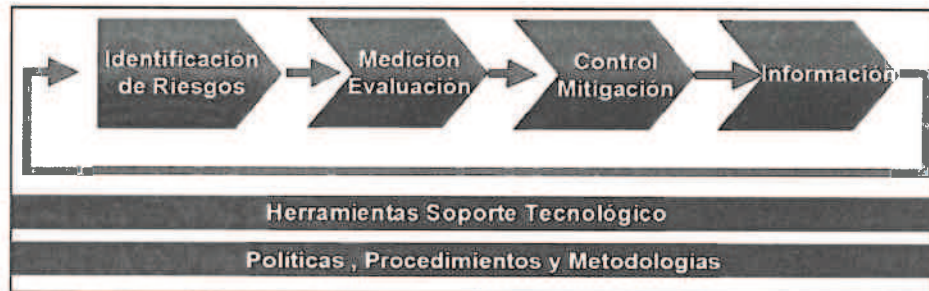 Identificación
de Riesgos
Medición
Evaluación
Control
Mitigación
Información
Herramientas Soporte Tecnológico
Políticas , Procedimientos y Metodologías